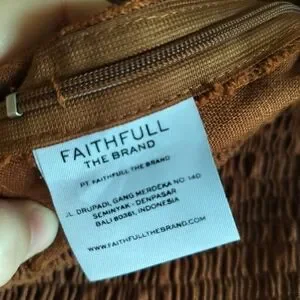 FAITHFULL
THE BRAND
PT FAITHFULL THE BRAND
JL. DRUPADI, GANG MERDEKA NO. 14D
SEMINYAK - DENPASAR
BALI 80361, INDONESIA
WWW.FAITHFULLTHEBRAND.COM